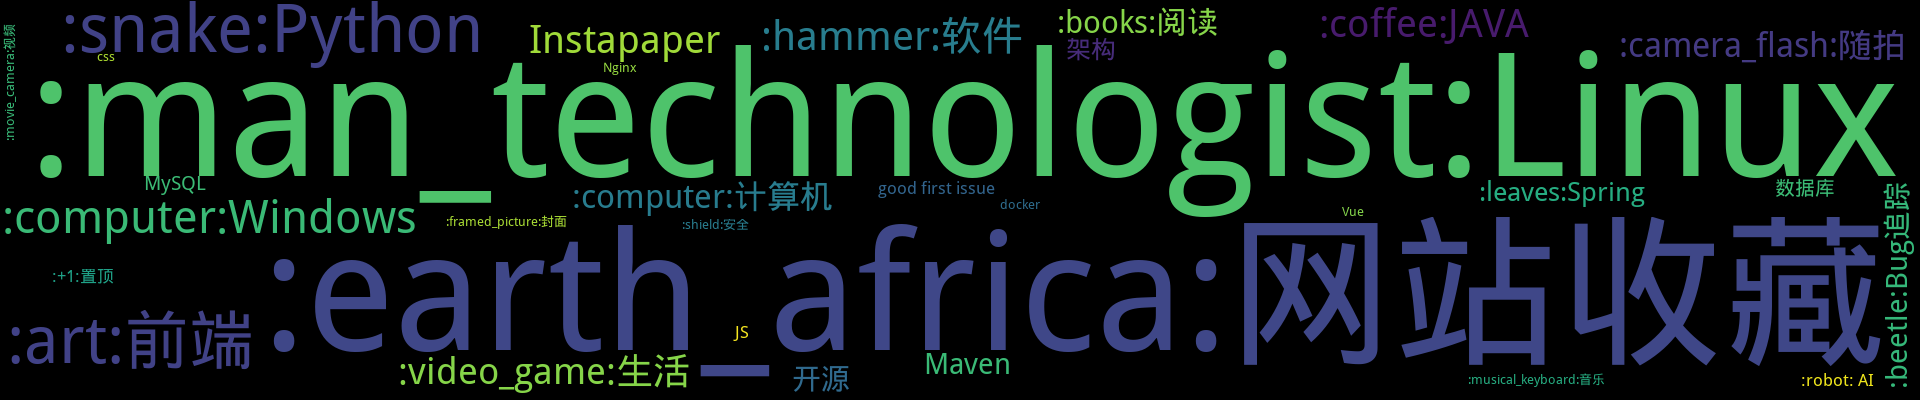 :snake:Python
Instapaper
:hammer:软件
:books:阅读
:coffee:JAVA
:camera_flash:随拍
:movie_camera:视频
css
Nginx
架构
:man_technologist:Linux
MySQL
:computer:Windows
:framed_picture:封面
:computer:计算机
:shield:安全
good first issue
docker
Vue
:leaves:Spring
数据库
:beetle:Bug追踪
:+1:置顶
:earth_africa:网站收藏
:art:前端
JS
:video_game:生活
开源
Maven
:musical_keyboard:音乐
:robot: AI